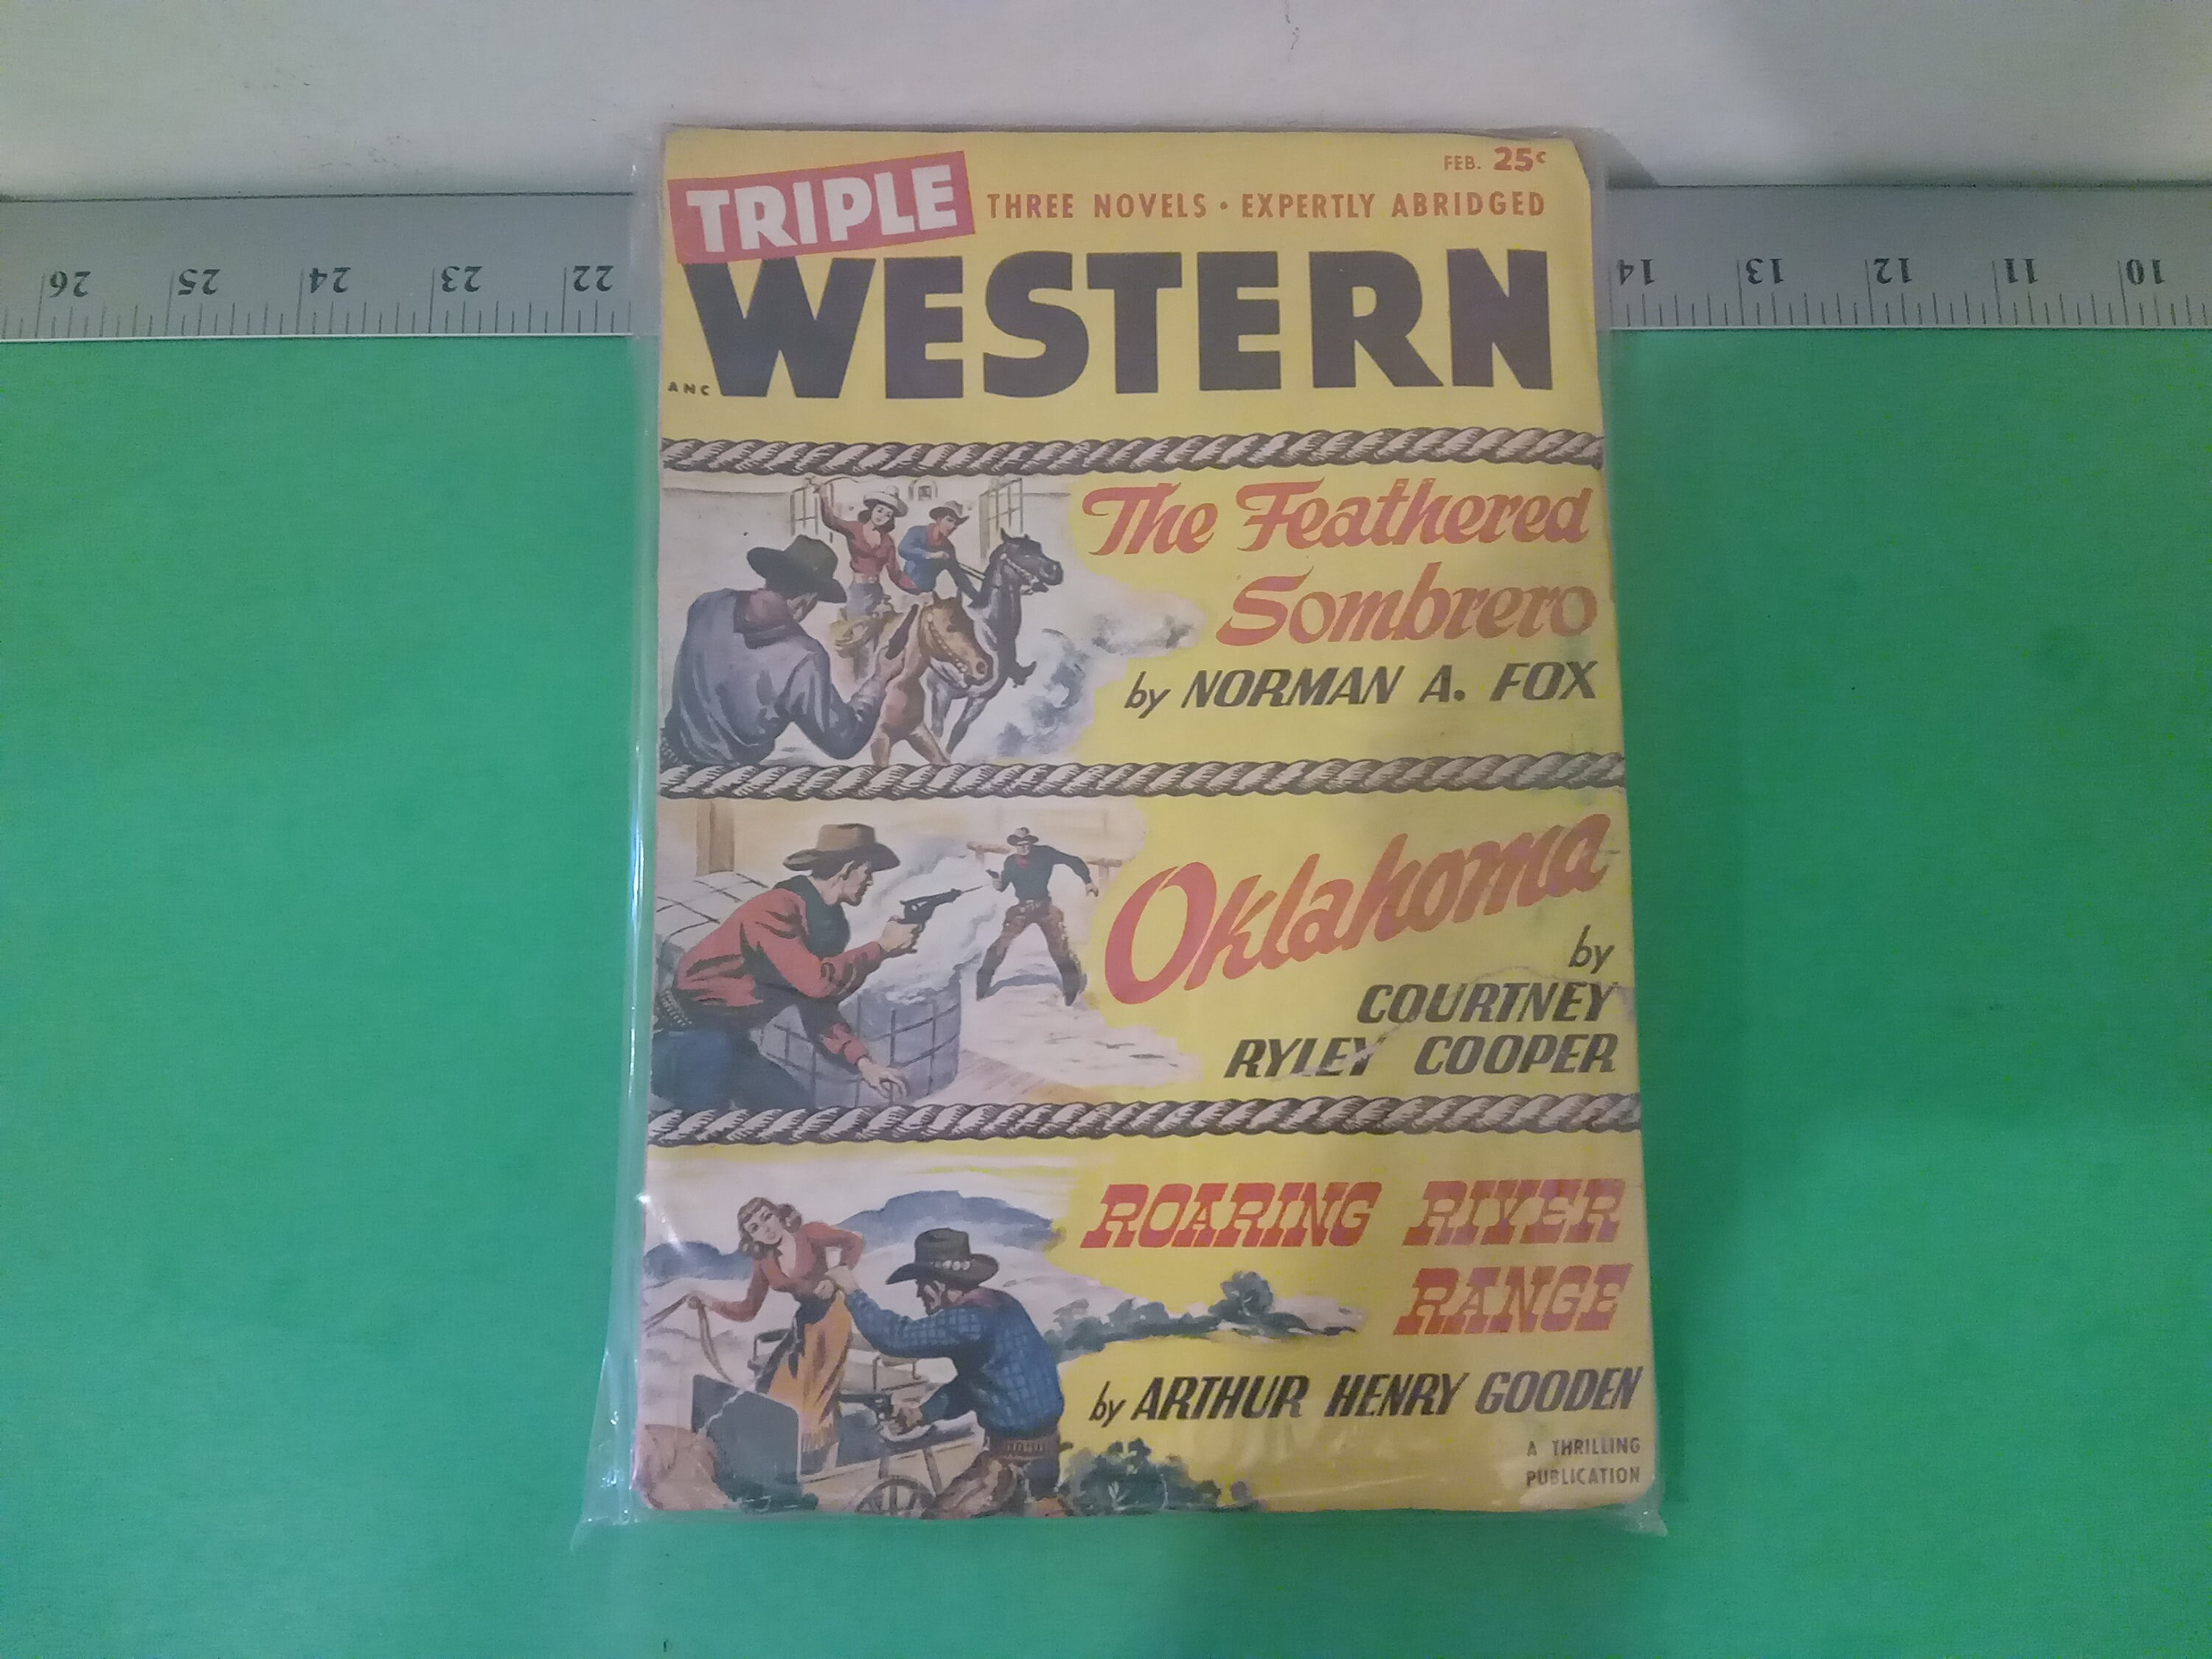 FEB. 25¢
TRIPLE
THREE NOVELS • EXPERTLY ABRIDGED
WESTERN
ANC
26 25 24 23 22 14 13 12 11 10
The Feathered
Sombrero
by NORMAN A. FOX
Oklahoma
by
COURTNEY
RYLEY COOPER
ROARING RIVER
RANGE
by ARTHUR HENRY GOODEN
A THRILLING
PUBLICATION